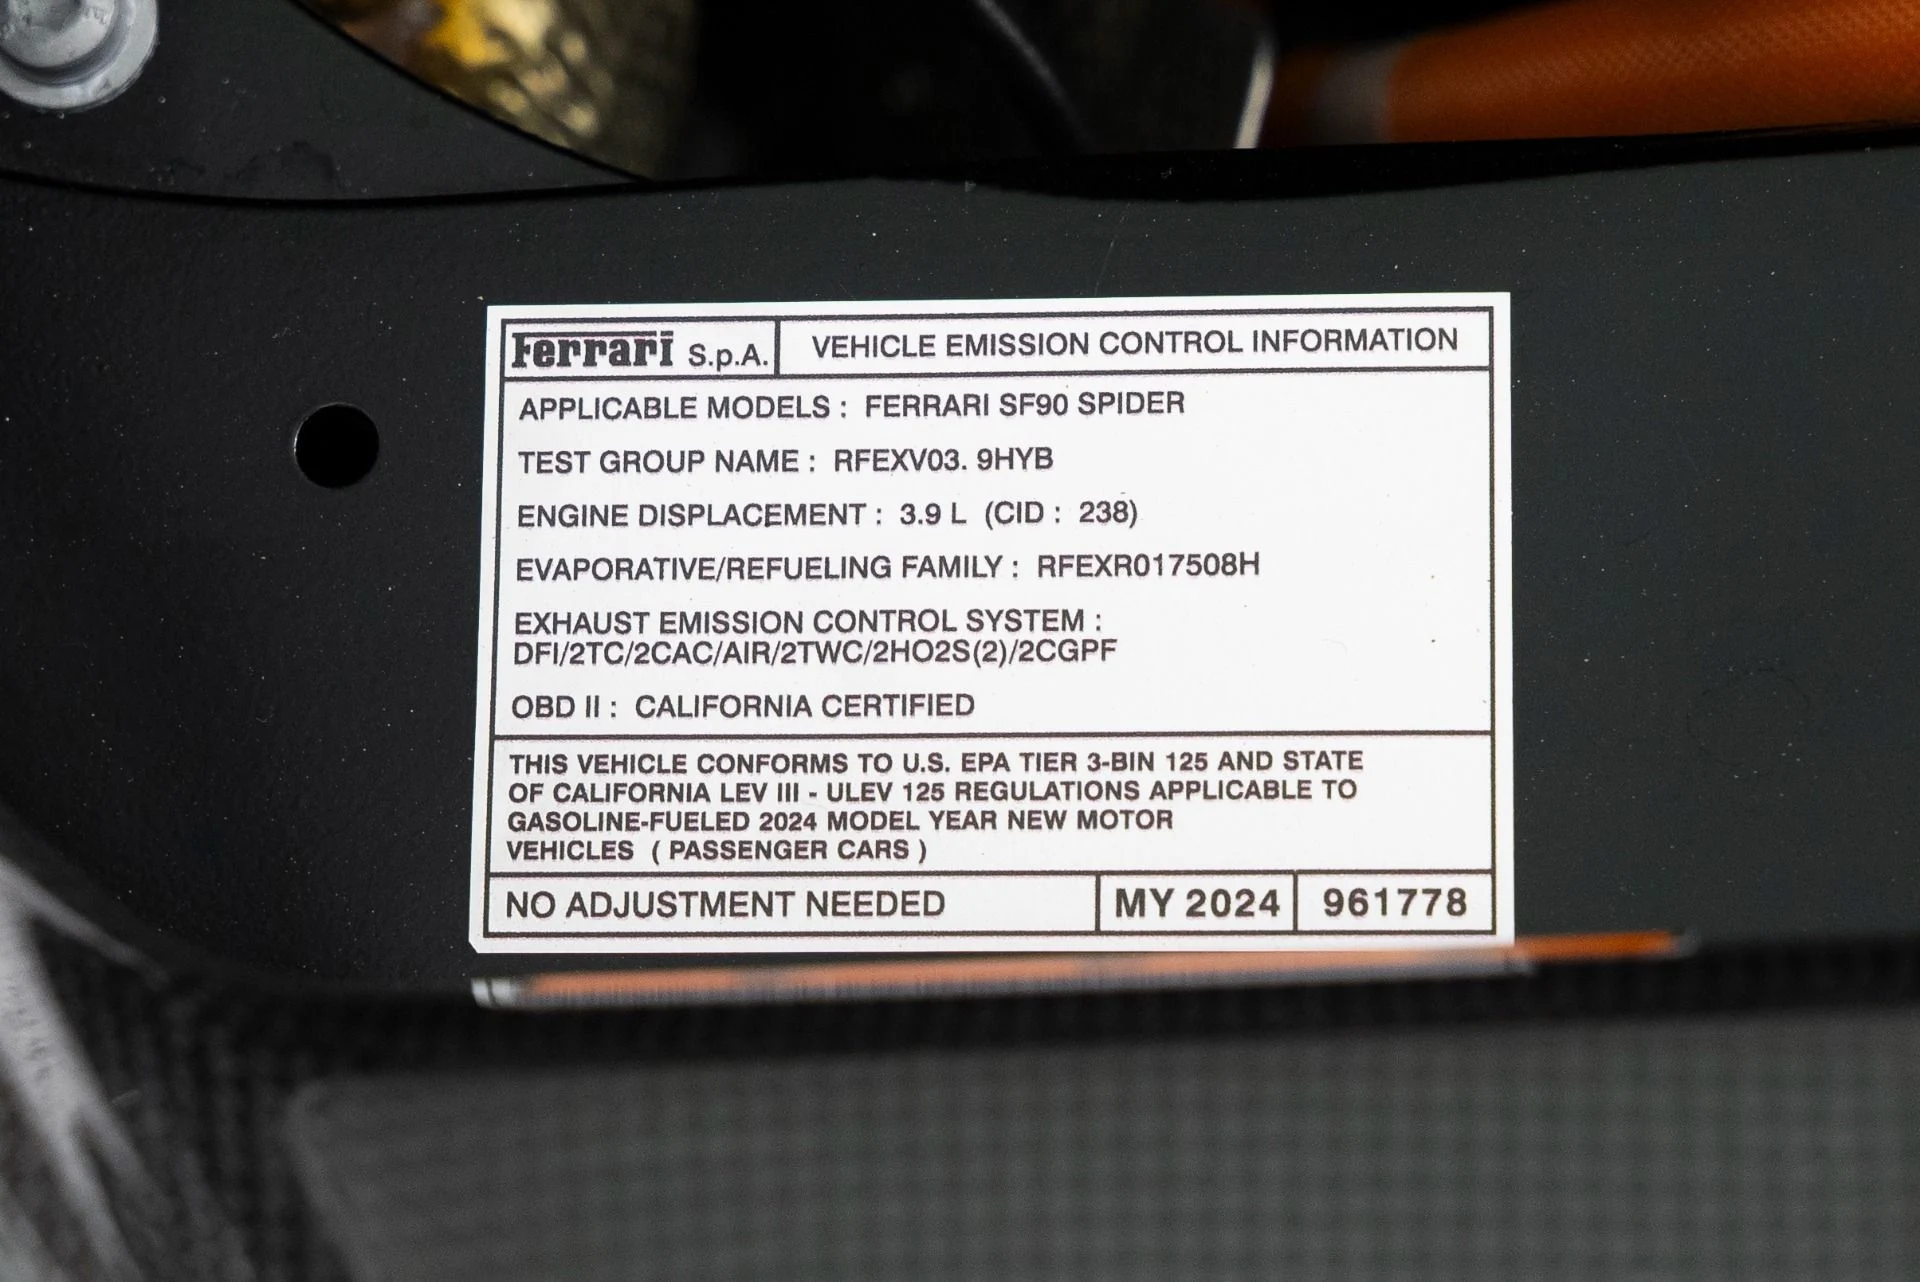 Ferrari S.p.A. VEHICLE EMISSION CONTROL INFORMATION
APPLICABLE MODELS : FERRARI SF90 SPIDER
TEST GROUP NAME : RFEXV03. 9HYB
ENGINE DISPLACEMENT : 3.9 L (CID : 238)
EVAPORATIVE/REFUELING FAMILY : RFEXR017508H
EXHAUST EMISSION CONTROL SYSTEM :
DFI/2TC/2CAC/AIR/2TWC/2HO2S(2)/2CGPF
OBD II : CALIFORNIA CERTIFIED
THIS VEHICLE CONFORMS TO U.S. EPA TIER 3-BIN 125 AND STATE
OF CALIFORNIA LEV III - ULEV 125 REGULATIONS APPLICABLE TO
GASOLINE-FUELED 2024 MODEL YEAR NEW MOTOR
VEHICLES ( PASSENGER CARS )
NO ADJUSTMENT NEEDED MY 2024 961778